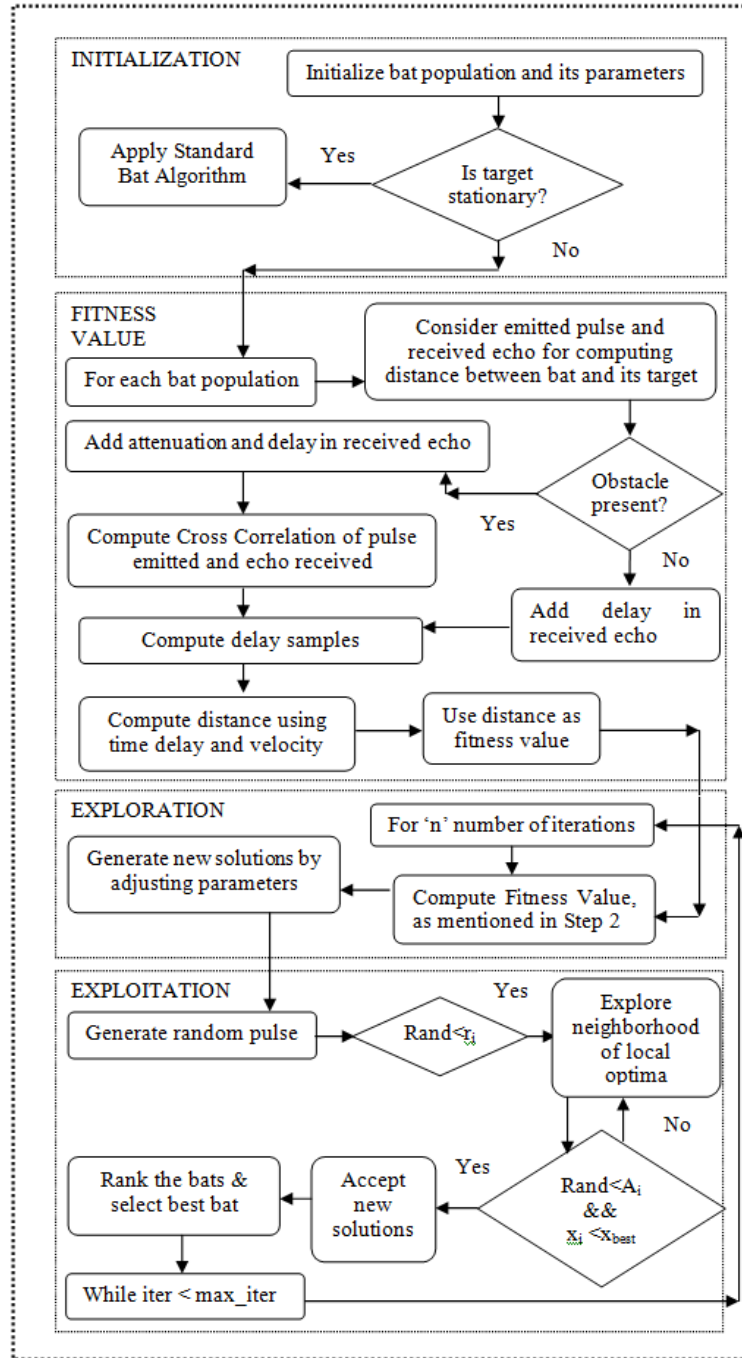 INITIALIZATION
Initialize bat population and its parameters
Apply Standard
Bat Algorithm
Yes
Is target
stationary?
No
FITNESS
VALUE
Consider emitted pulse and
received echo for computing
distance between bat and its target
For each bat population
Add attenuation and delay in received echo
Obstacle
present?
Yes
Compute Cross Correlation of pulse
emitted and echo received
No
Add delay in
received echo
Compute delay samples
Compute distance using
time delay and velocity
Use distance as
fitness value
EXPLORATION
For ‘n’ number of iterations
Generate new solutions by
adjusting parameters
Compute Fitness Value,
as mentioned in Step 2
EXPLOITATION
Yes
Generate random pulse
Rand<ri
Explore
neighborhood
of local
optima
No
Rank the bats &
select best bat
Accept
new
solutions
Yes
Rand<Ai
&&
xi <xbest
While iter < max_iter